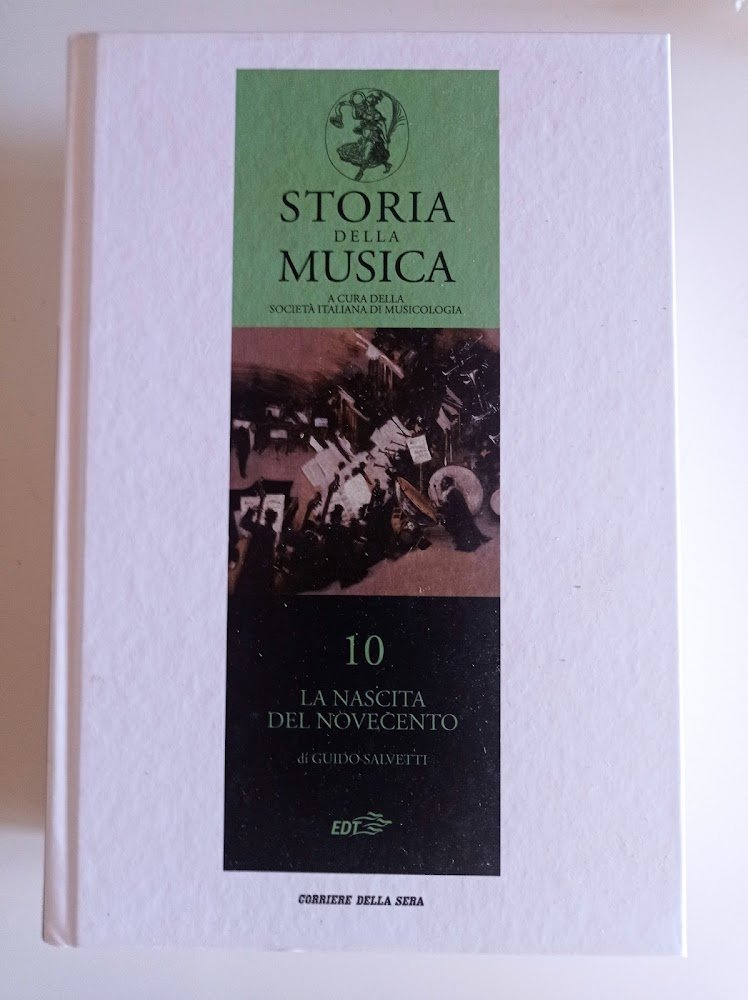 STORIA
DELLA
MUSICA
A CURA DELLA
SOCIETÀ ITALIANA DI MUSICOLOGIA
10
LA NASCITA
DEL NOVECENTO
di GUIDO SALVETTI
EDT
CORRIERE DELLA SERA